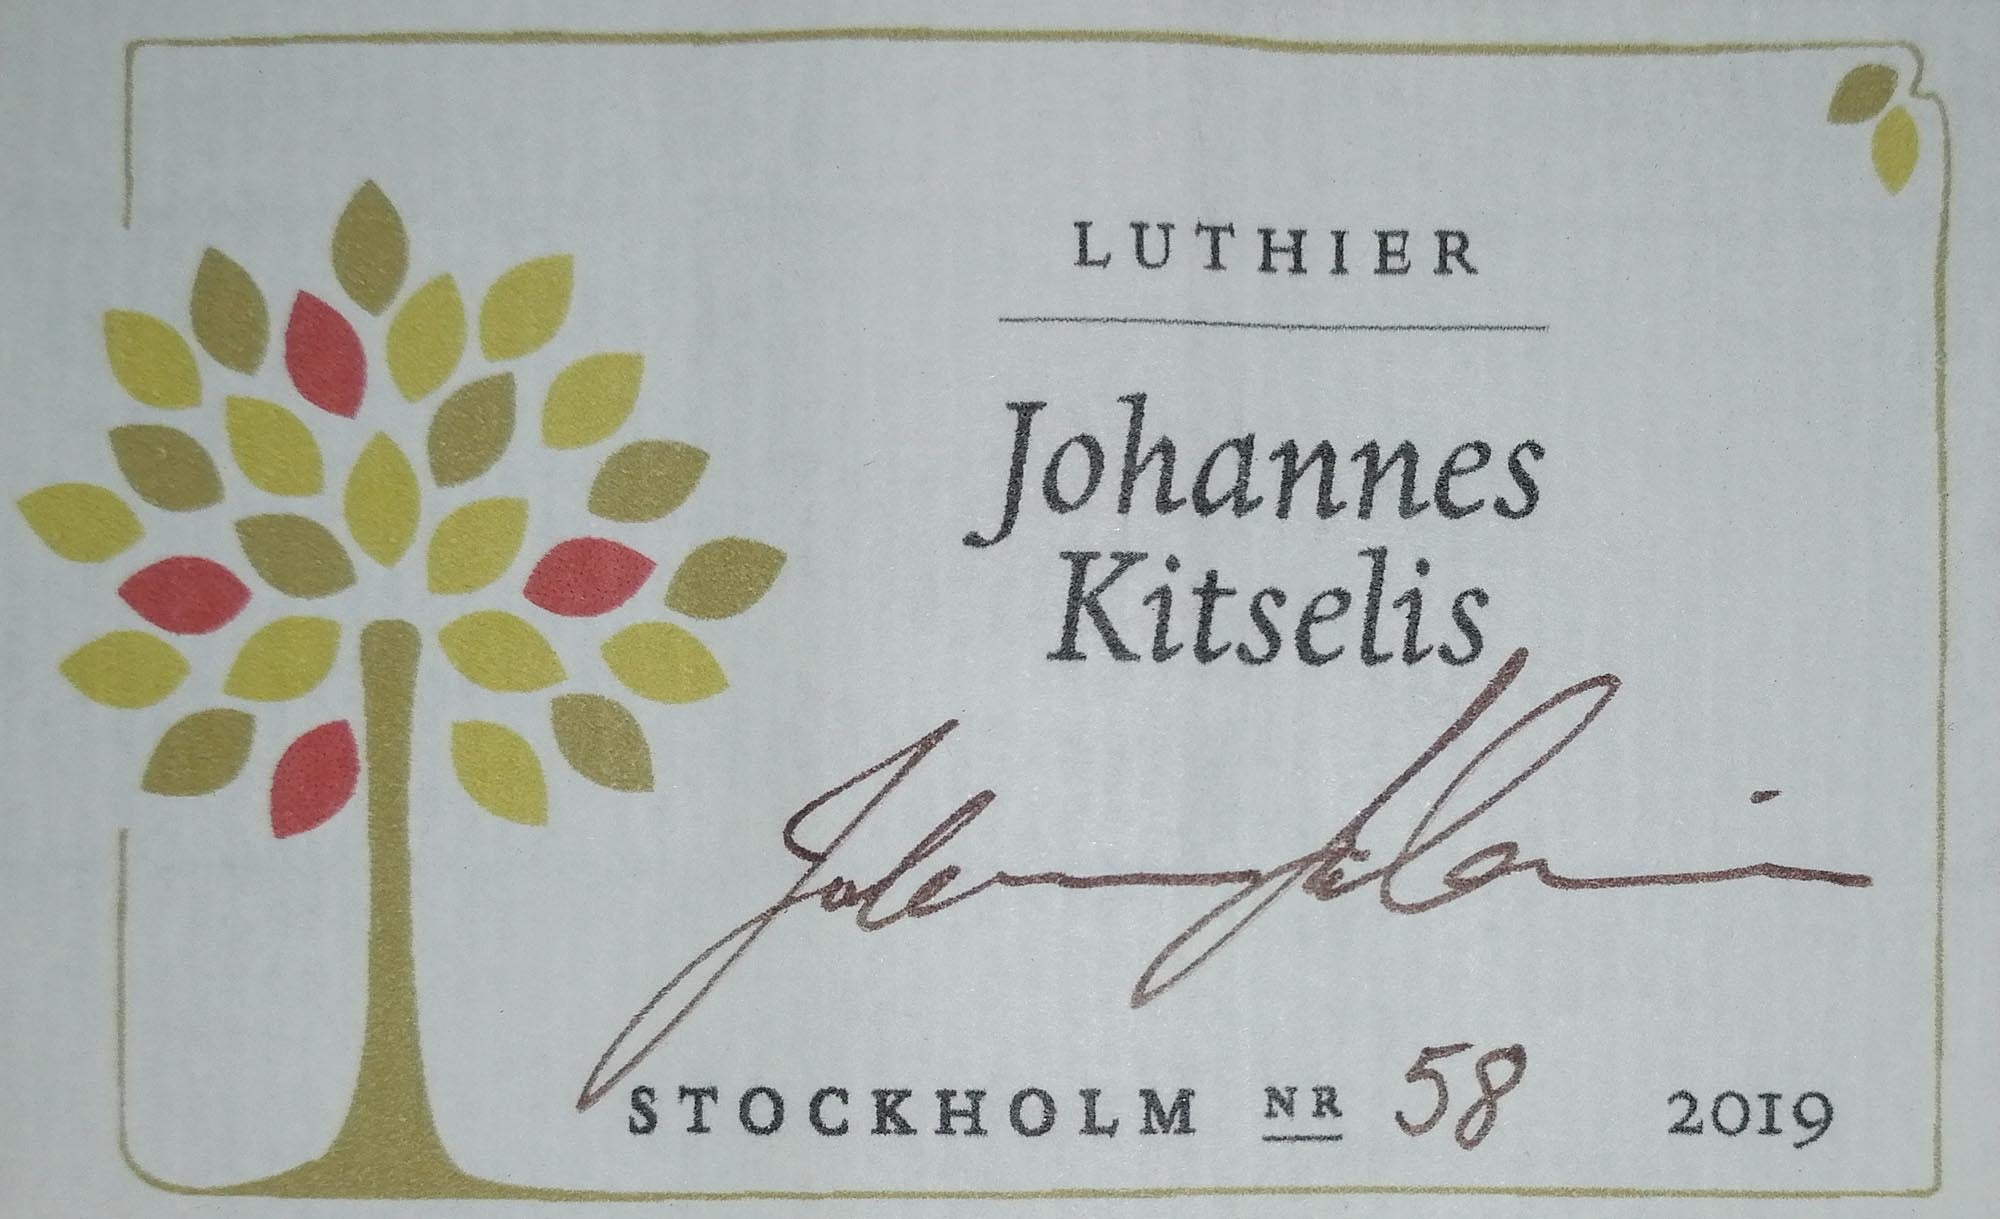 LUTHIER
Johannes
Kitselis
STOCKHOLM NR 58 2019